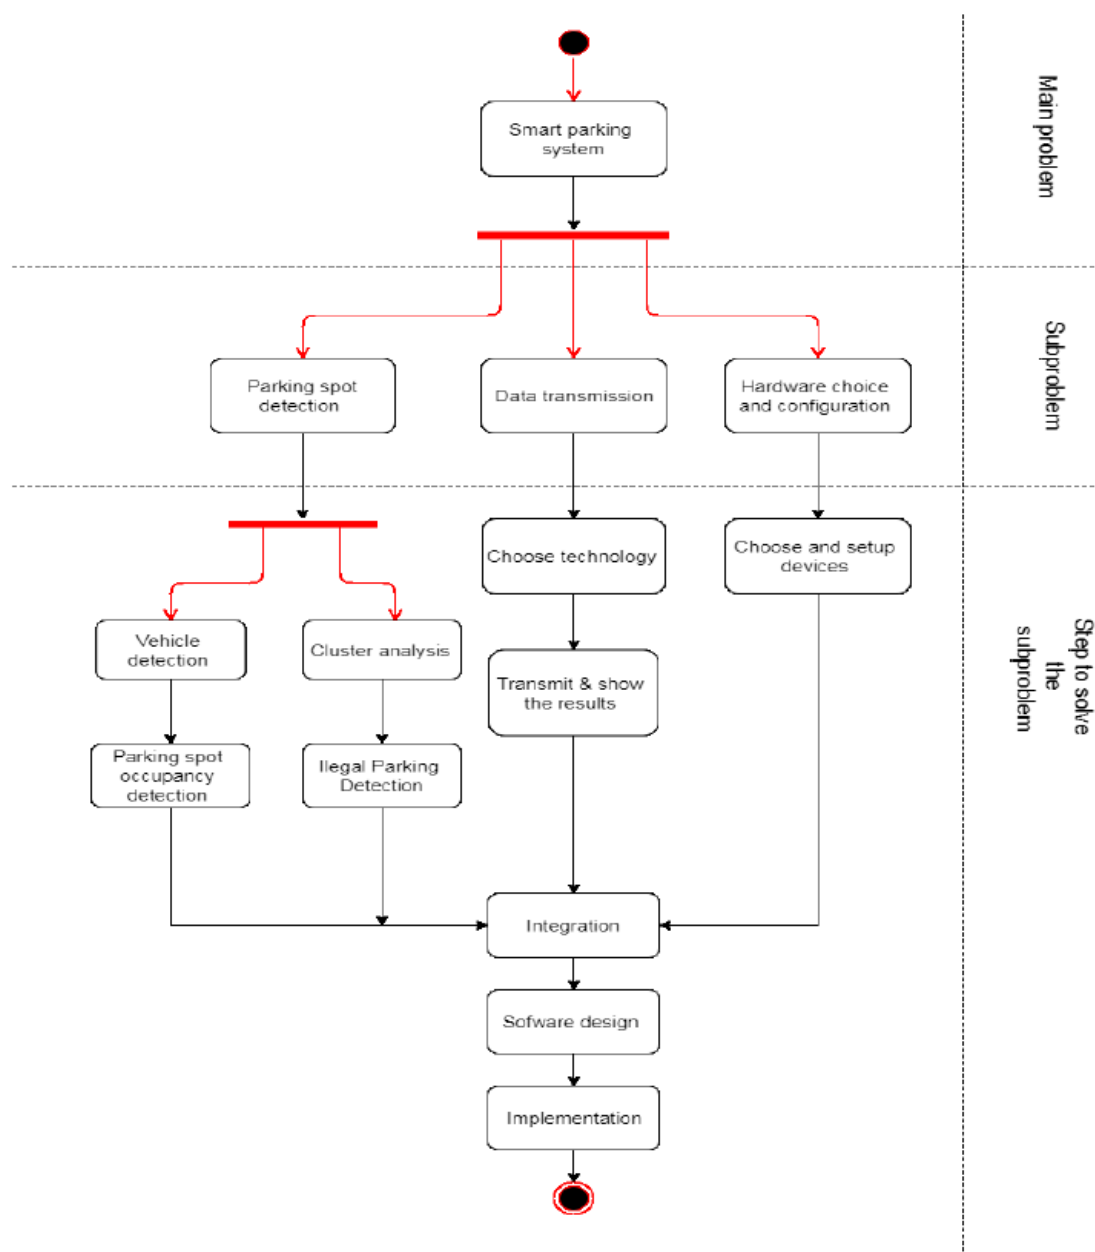 Smart parking
system
Main problem
Parking spot
detection
Data transmission
Hardware choice
and configuration
Subproblem
Choose technology
Choose and setup
devices
Vehicle
detection
Cluster analysis
Transmit & show
the results
Step to solve
the
subproblem
Parking spot
occupancy
detection
Ilegal Parking
Detection
Integration
Sofware design
Implementation